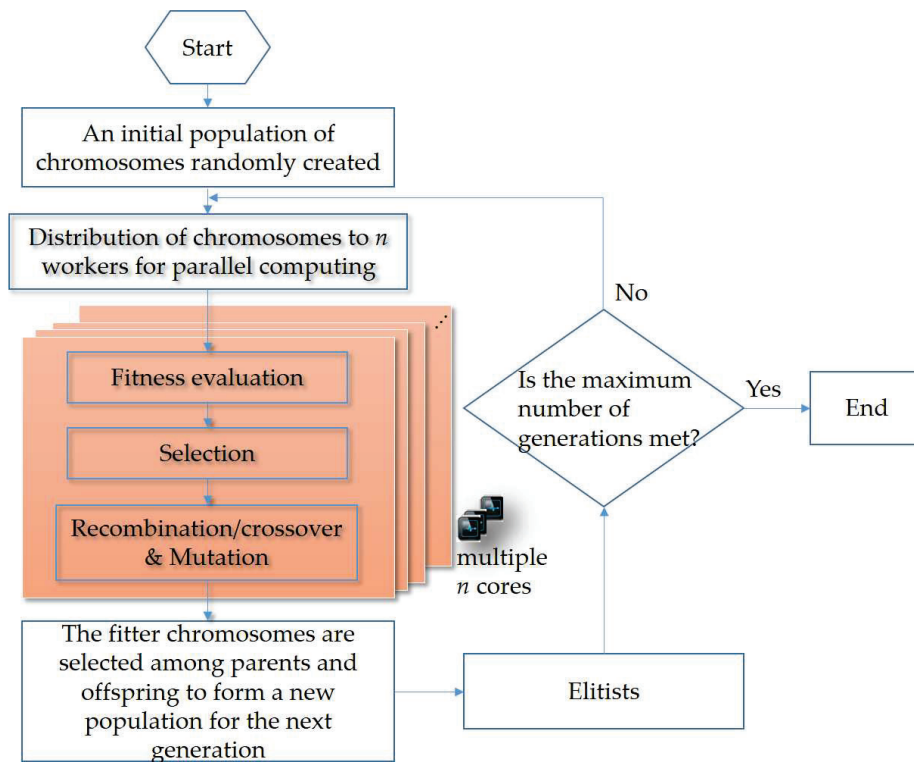 Start
An initial population of
chromosomes randomly created
Distribution of chromosomes to n
workers for parallel computing
Fitness evaluation
Selection
Recombination/crossover
& Mutation
...
multiple
n cores
The fitter chromosomes are
selected among parents and
offspring to form a new
population for the next
generation
Elitists
Is the maximum
number of
generations met?
No
Yes
End